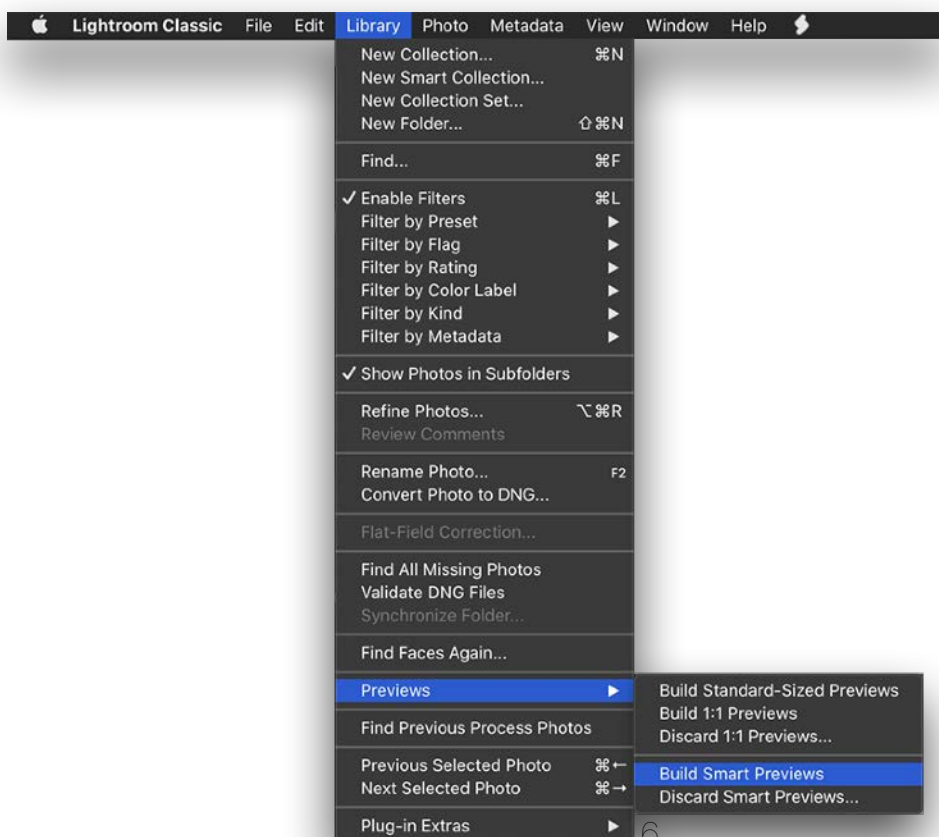 Lightroom Classic File Edit Library Photo Metadata View Window Help
New Collection... ⌘N
New Smart Collection...
New Collection Set...
New Folder... ⇧⌘N
Find... ⌘F
✓ Enable Filters ⌘L
Filter by Preset ▶
Filter by Flag ▶
Filter by Rating ▶
Filter by Color Label ▶
Filter by Kind ▶
Filter by Metadata ▶
✓ Show Photos in Subfolders
Refine Photos... ⌥⌘R
Review Comments
Rename Photo... F2
Convert Photo to DNG...
Flat-Field Correction...
Find All Missing Photos
Validate DNG Files
Synchronize Folder...
Find Faces Again...
Previews ▶
Build Standard-Sized Previews
Build 1:1 Previews
Discard 1:1 Previews...
Build Smart Previews
Discard Smart Previews...
Find Previous Process Photos
Previous Selected Photo ⌘←
Next Selected Photo ⌘→
Plug-in Extras ▶
6